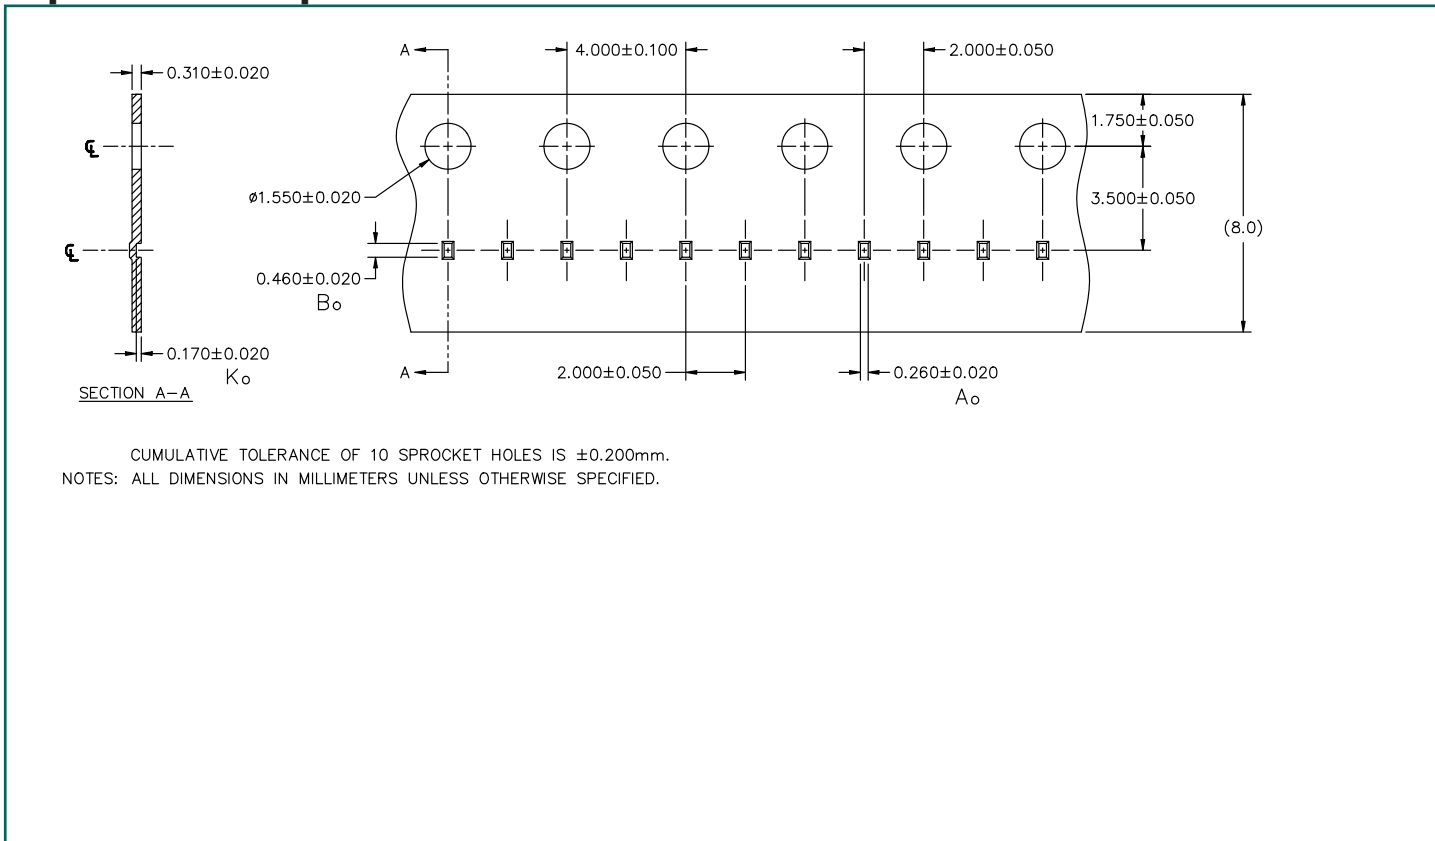 A
4.000±0.100
2.000±0.050
0.310±0.020
1.750±0.050
℄
ø1.550±0.020
3.500±0.050
(8.0)
℄
0.460±0.020
Bo
0.170±0.020
Ko
A
2.000±0.050
0.260±0.020
Ao
SECTION A-A
CUMULATIVE TOLERANCE OF 10 SPROCKET HOLES IS ±0.200mm.
NOTES: ALL DIMENSIONS IN MILLIMETERS UNLESS OTHERWISE SPECIFIED.